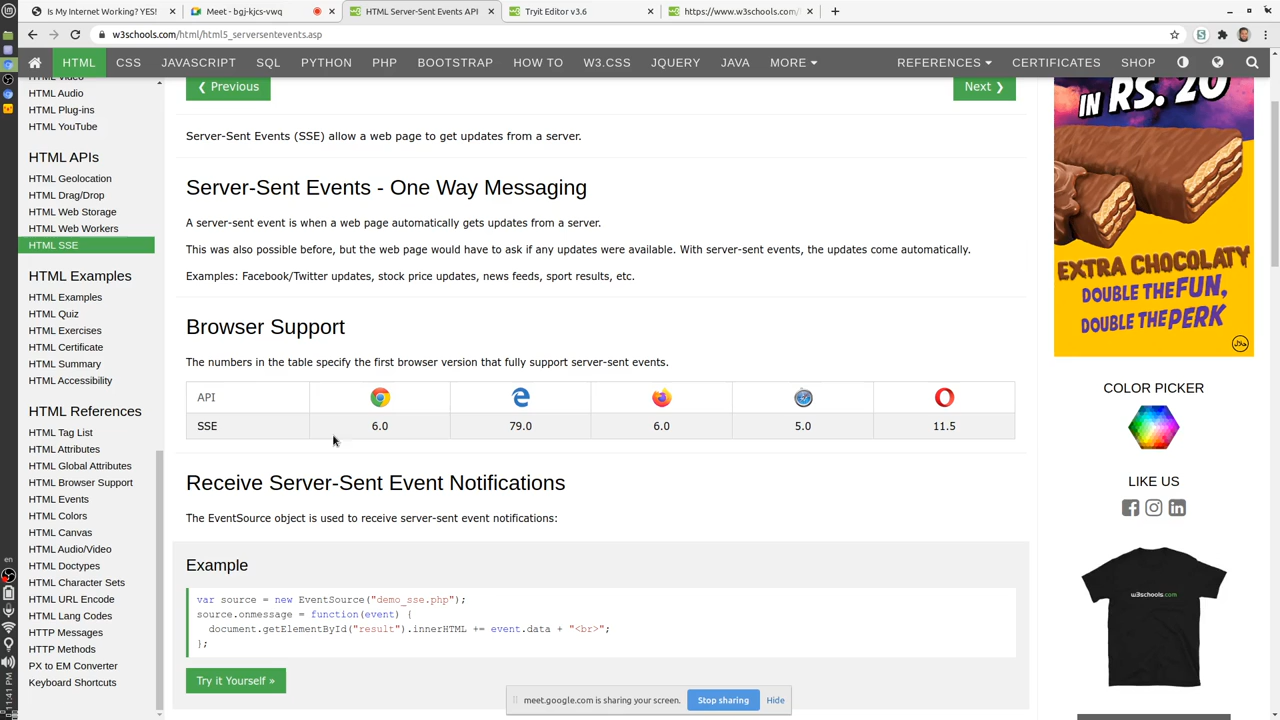 Is My Internet Working? YES!
Meet - bgj-kjcs-vwq
HTML Server-Sent Events API
Tryit Editor v3.6
https://www.w3schools.com/
w3schools.com/html/html5_serversentevents.asp
HTML
CSS
JAVASCRIPT
SQL
PYTHON
PHP
BOOTSTRAP
HOW TO
W3.CSS
JQUERY
JAVA
MORE
REFERENCES
CERTIFICATES
SHOP
HTML Video
HTML Audio
HTML Plug-ins
HTML YouTube
HTML APIs
HTML Geolocation
HTML Drag/Drop
HTML Web Storage
HTML Web Workers
HTML SSE
HTML Examples
HTML Examples
HTML Quiz
HTML Exercises
HTML Certificate
HTML Summary
HTML Accessibility
HTML References
HTML Tag List
HTML Attributes
HTML Global Attributes
HTML Browser Support
HTML Events
HTML Colors
HTML Canvas
HTML Audio/Video
HTML Doctypes
HTML Character Sets
HTML URL Encode
HTML Lang Codes
HTTP Messages
HTTP Methods
PX to EM Converter
Keyboard Shortcuts
❮ Previous
Next ❯
Server-Sent Events (SSE) allow a web page to get updates from a server.
Server-Sent Events - One Way Messaging
A server-sent event is when a web page automatically gets updates from a server.
This was also possible before, but the web page would have to ask if any updates were available. With server-sent events, the updates come automatically.
Examples: Facebook/Twitter updates, stock price updates, news feeds, sport results, etc.
Browser Support
The numbers in the table specify the first browser version that fully support server-sent events.
API
SSE 6.0 79.0 6.0 5.0 11.5
Receive Server-Sent Event Notifications
The EventSource object is used to receive server-sent event notifications:
Example
var source = new EventSource("demo_sse.php");
source.onmessage = function(event) {
document.getElementById("result").innerHTML += event.data + "<br>";
};
Try it Yourself »
IN RS. 20
EXTRA CHOCOLATY
DOUBLE THE FUN,
DOUBLE THE PERK
COLOR PICKER
LIKE US
w3schools.com
meet.google.com is sharing your screen.
Stop sharing
Hide
en
11:41 PM